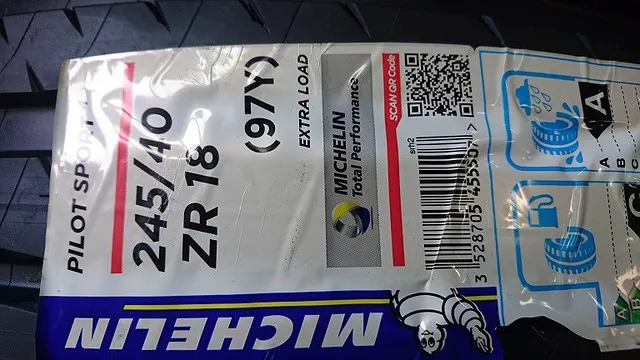 PILOT SPORT
245/40
ZR 18
(97Y)
EXTRA LOAD
MICHELIN
Total Performance
SCAN QR Code
srh2
3 528705 455507 >
MICHELIN
A
A
B
C
A